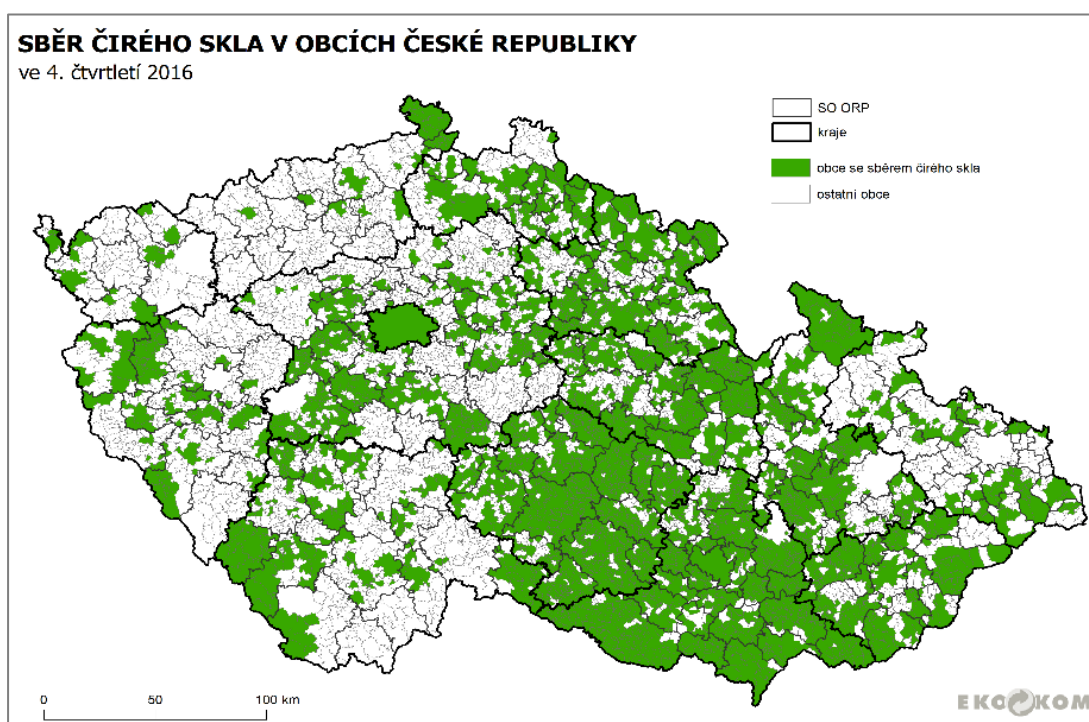 SBĚR ČIRÉHO SKLA V OBCÍCH ČESKÉ REPUBLIKY
ve 4. čtvrtletí 2016
SO ORP
kraje
obce se sběrem čirého skla
ostatní obce
0 50 100 km
EKO KOM